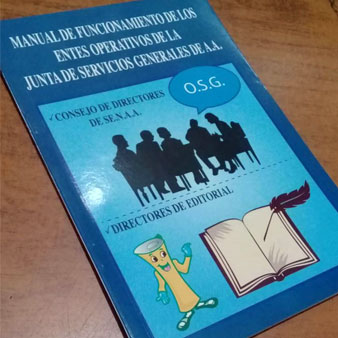 MANUAL DE FUNCIONAMIENTO DE LOS
ENTES OPERATIVOS DE LA
JUNTA DE SERVICIOS GENERALES DE A.A.
O.S.G.
✓CONSEJO DE DIRECTORES
DE SE.N.A.A.
✓DIRECTORES DE EDITORIAL